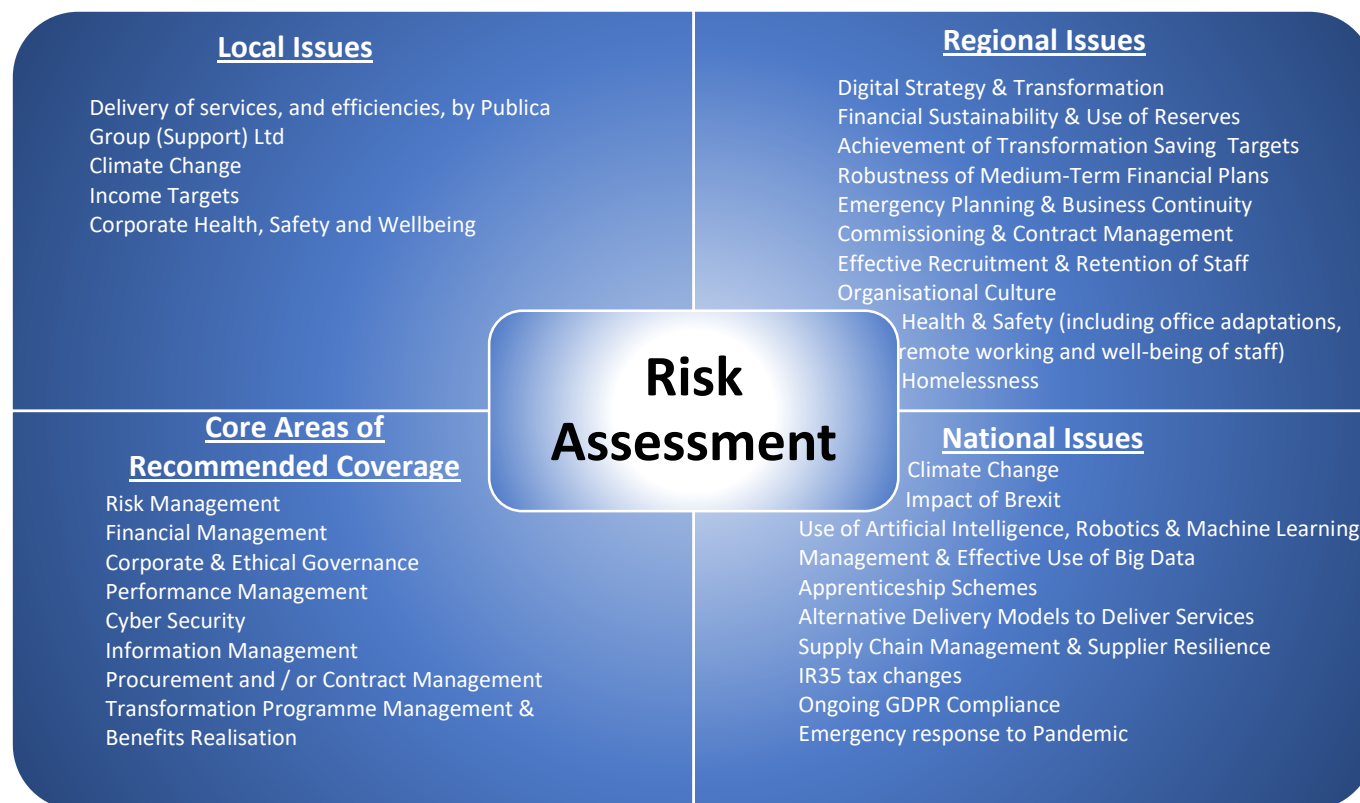 Local Issues
Delivery of services, and efficiencies, by Publica
Group (Support) Ltd
Climate Change
Income Targets
Corporate Health, Safety and Wellbeing
Regional Issues
Digital Strategy & Transformation
Financial Sustainability & Use of Reserves
Achievement of Transformation Saving Targets
Robustness of Medium-Term Financial Plans
Emergency Planning & Business Continuity
Commissioning & Contract Management
Effective Recruitment & Retention of Staff
Organisational Culture
Health & Safety (including office adaptations,
remote working and well-being of staff)
Homelessness
Risk
Assessment
Core Areas of
Recommended Coverage
Risk Management
Financial Management
Corporate & Ethical Governance
Performance Management
Cyber Security
Information Management
Procurement and / or Contract Management
Transformation Programme Management &
Benefits Realisation
National Issues
Climate Change
Impact of Brexit
Use of Artificial Intelligence, Robotics & Machine Learning
Management & Effective Use of Big Data
Apprenticeship Schemes
Alternative Delivery Models to Deliver Services
Supply Chain Management & Supplier Resilience
IR35 tax changes
Ongoing GDPR Compliance
Emergency response to Pandemic